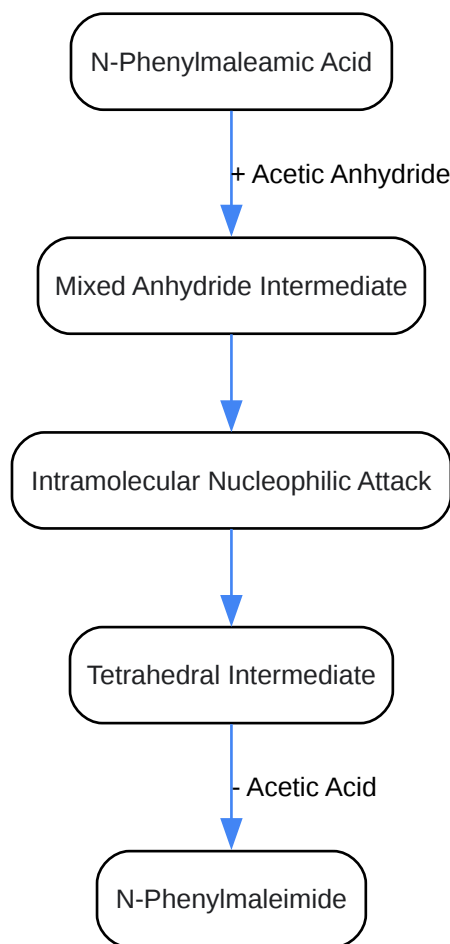 N-Phenylmaleamic Acid
+ Acetic Anhydride
Mixed Anhydride Intermediate
Intramolecular Nucleophilic Attack
Tetrahedral Intermediate
- Acetic Acid
N-Phenylmaleimide